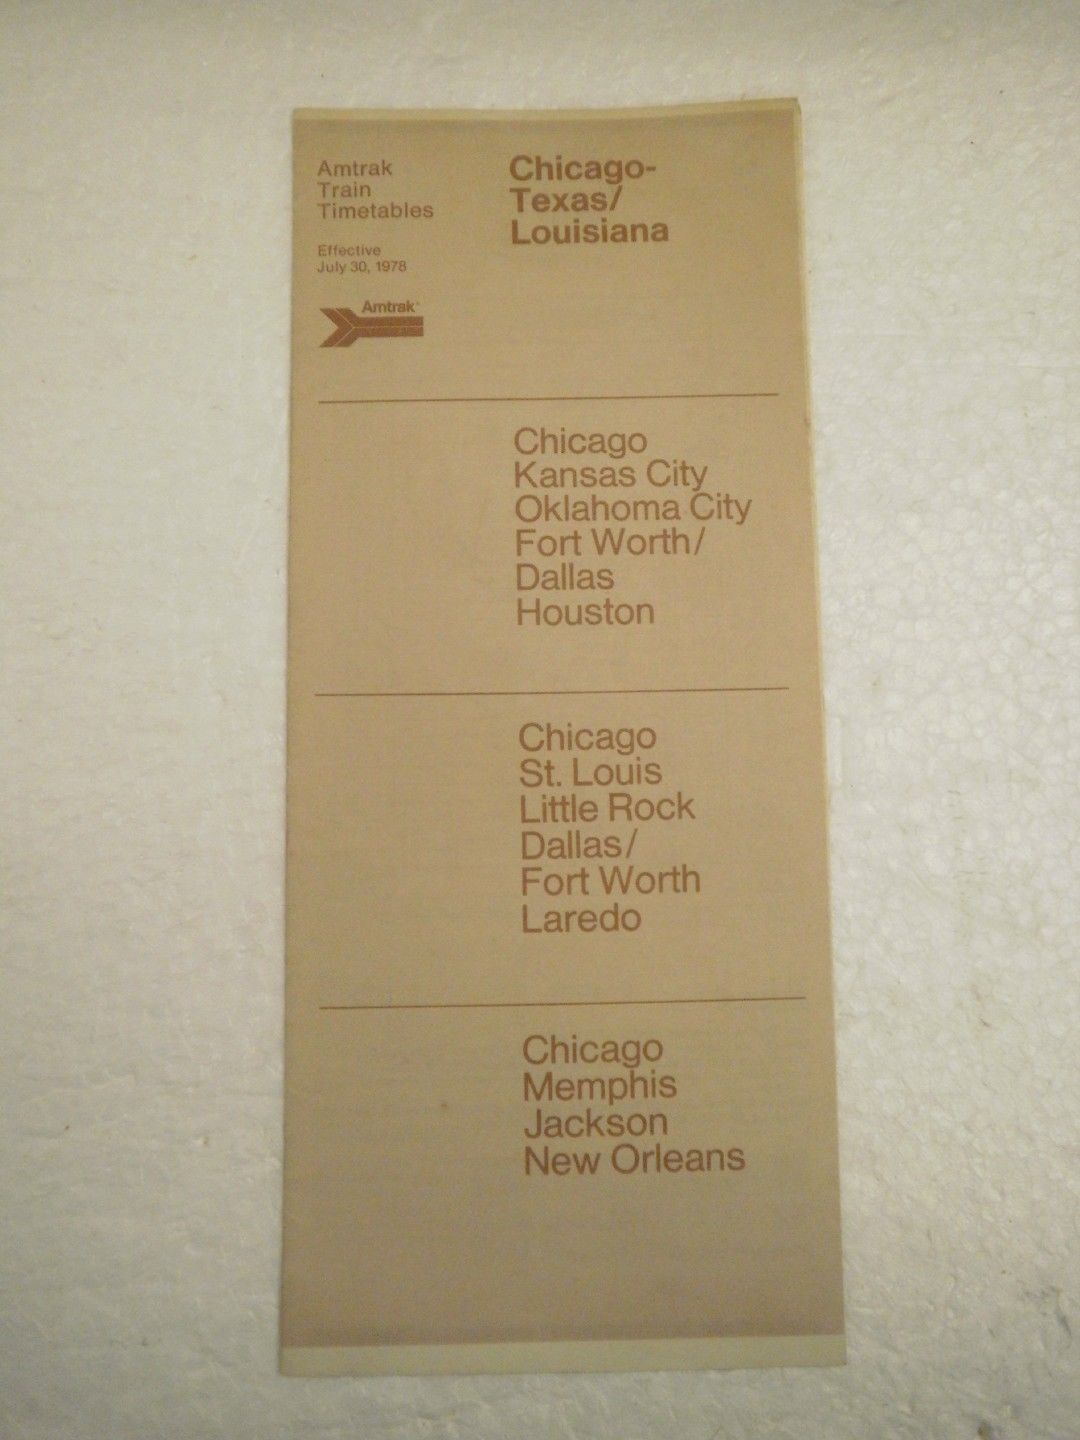 Amtrak
Train
Timetables
Effective
July 30, 1978
Amtrak
Chicago-
Texas/
Louisiana
Chicago
Kansas City
Oklahoma City
Fort Worth/
Dallas
Houston
Chicago
St. Louis
Little Rock
Dallas/
Fort Worth
Laredo
Chicago
Memphis
Jackson
New Orleans